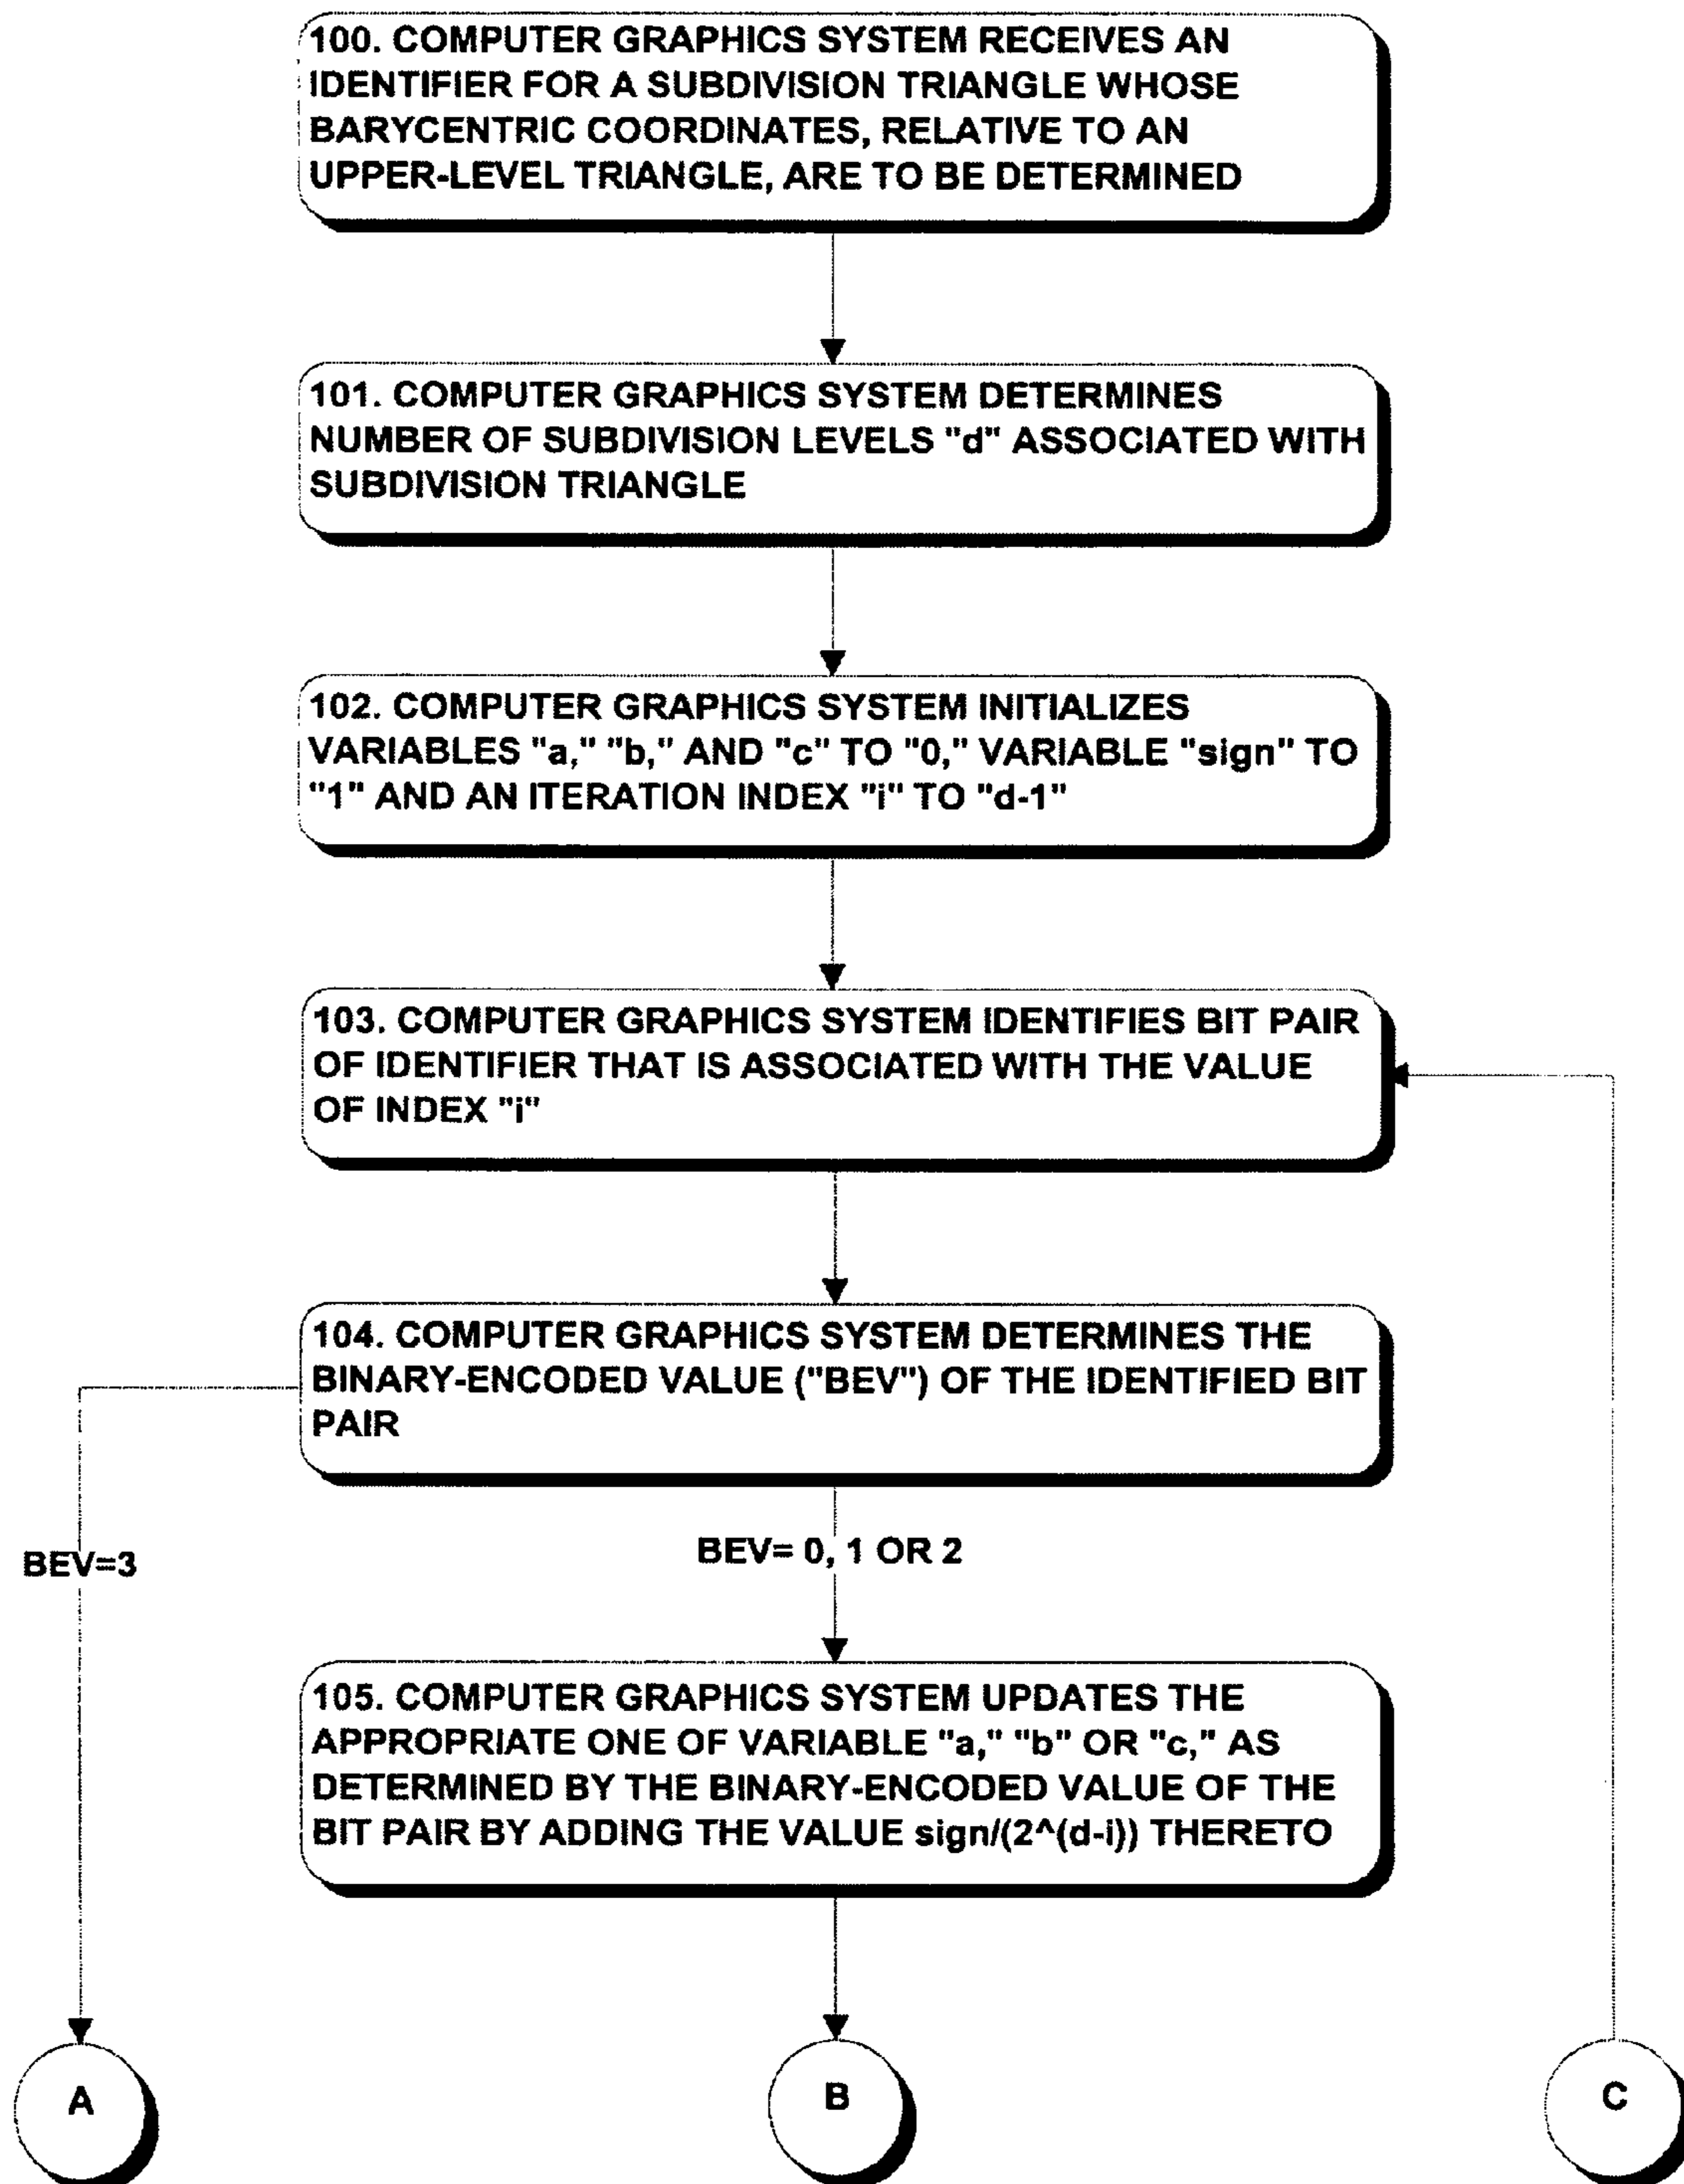 100. COMPUTER GRAPHICS SYSTEM RECEIVES AN
IDENTIFIER FOR A SUBDIVISION TRIANGLE WHOSE
BARYCENTRIC COORDINATES, RELATIVE TO AN
UPPER-LEVEL TRIANGLE, ARE TO BE DETERMINED
101. COMPUTER GRAPHICS SYSTEM DETERMINES
NUMBER OF SUBDIVISION LEVELS "d" ASSOCIATED WITH
SUBDIVISION TRIANGLE
102. COMPUTER GRAPHICS SYSTEM INITIALIZES
VARIABLES "a," "b," AND "c" TO "0," VARIABLE "sign" TO
"1" AND AN ITERATION INDEX "i" TO "d-1"
103. COMPUTER GRAPHICS SYSTEM IDENTIFIES BIT PAIR
OF IDENTIFIER THAT IS ASSOCIATED WITH THE VALUE
OF INDEX "i"
104. COMPUTER GRAPHICS SYSTEM DETERMINES THE
BINARY-ENCODED VALUE ("BEV") OF THE IDENTIFIED BIT
PAIR
BEV=3
BEV= 0, 1 OR 2
105. COMPUTER GRAPHICS SYSTEM UPDATES THE
APPROPRIATE ONE OF VARIABLE "a," "b" OR "c," AS
DETERMINED BY THE BINARY-ENCODED VALUE OF THE
BIT PAIR BY ADDING THE VALUE sign/(2^(d-i)) THERETO
A
B
C